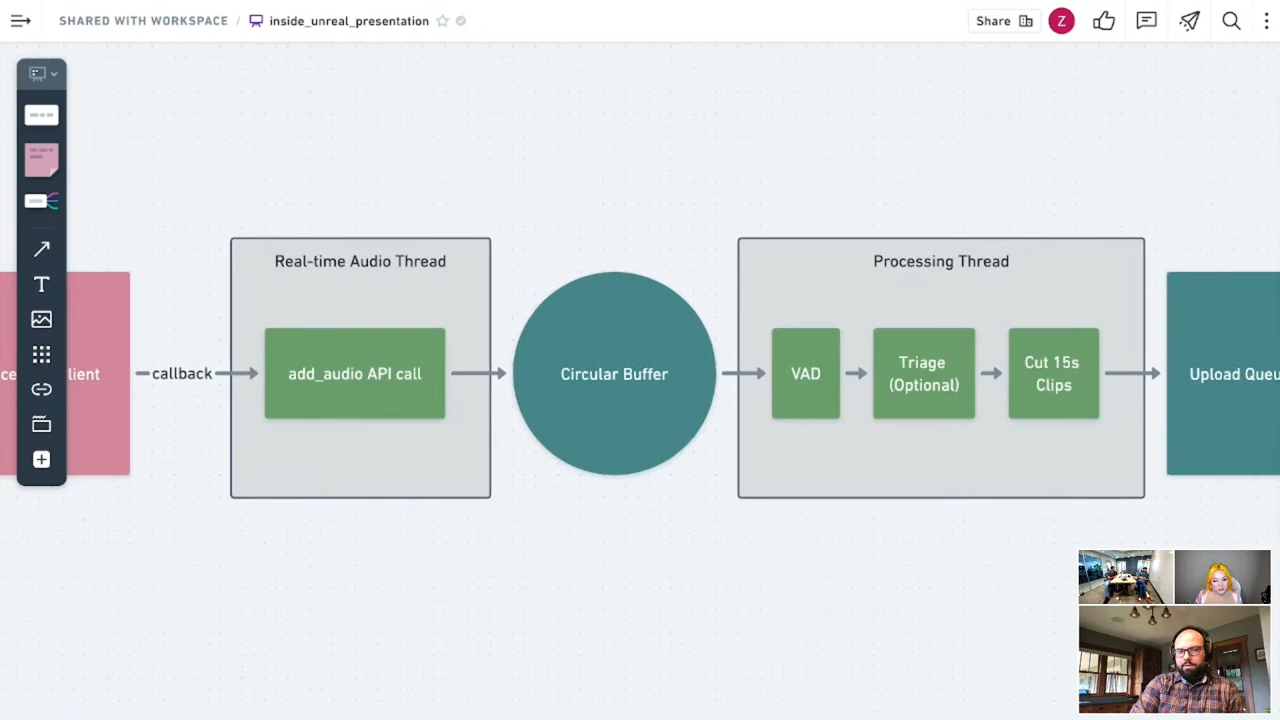 SHARED WITH WORKSPACE / inside_unreal_presentation
Share
Z
T
Real-time Audio Thread
Processing Thread
client
callback
add_audio API call
Circular Buffer
VAD
Triage
(Optional)
Cut 15s
Clips
Upload Queu